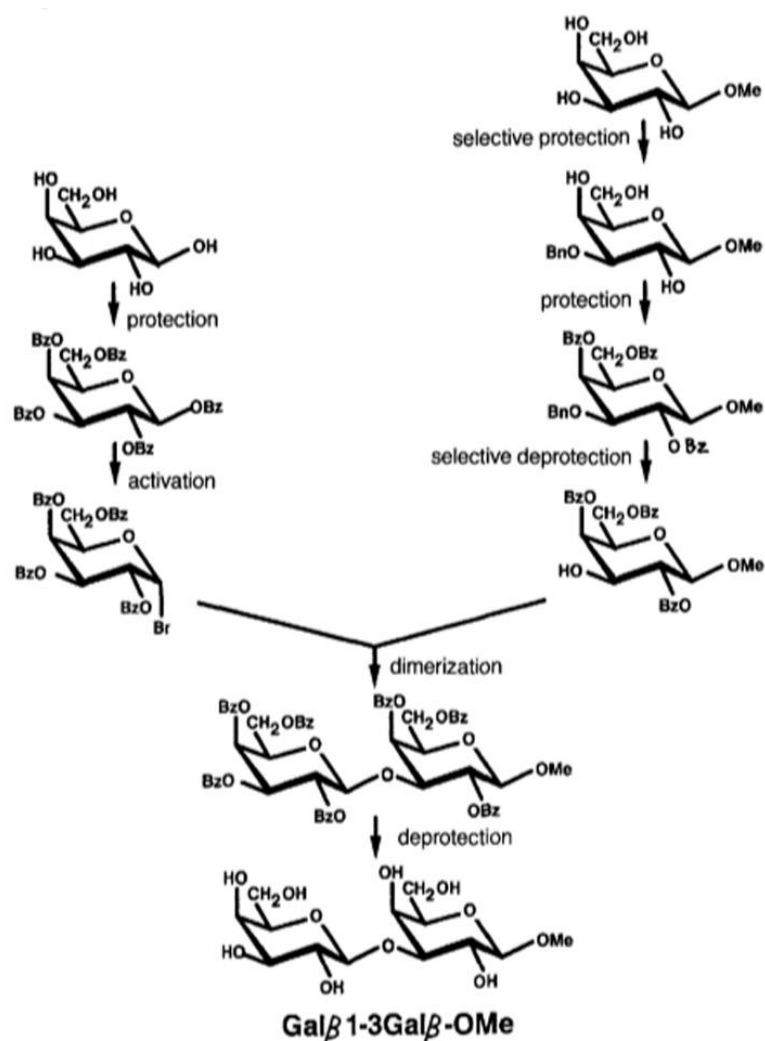 HO
CH2OH
O
HO
OMe
HO
selective protection
HO
CH2OH
O
BnO
OMe
HO
HO
CH2OH
O
HO
OH
HO
protection
protection
BzO
CH2OBz
O
BzO
OBz
OBz
BzO
CH2OBz
O
BnO
OMe
OBz
activation
selective deprotection
BzO
CH2OBz
O
BzO
BzO
Br
BzO
CH2OBz
O
HO
OMe
BzO
dimerization
BzO
CH2OBz
O
BzO
BzO
O
BzO
CH2OBz
O
OMe
OBz
deprotection
HO
CH2OH
O
HO
OH
O
OH
CH2OH
O
OMe
OH
Galβ1-3Galβ-OMe